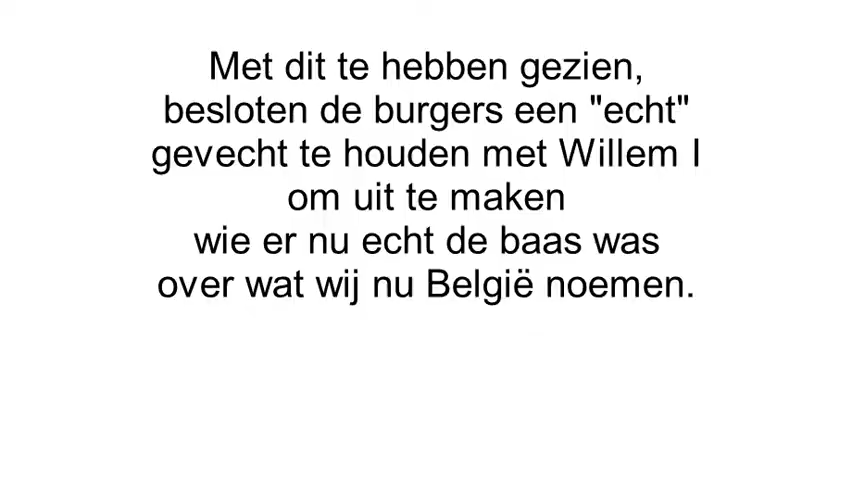 Met dit te hebben gezien,
besloten de burgers een "echt"
gevecht te houden met Willem I
om uit te maken
wie er nu echt de baas was
over wat wij nu België noemen.